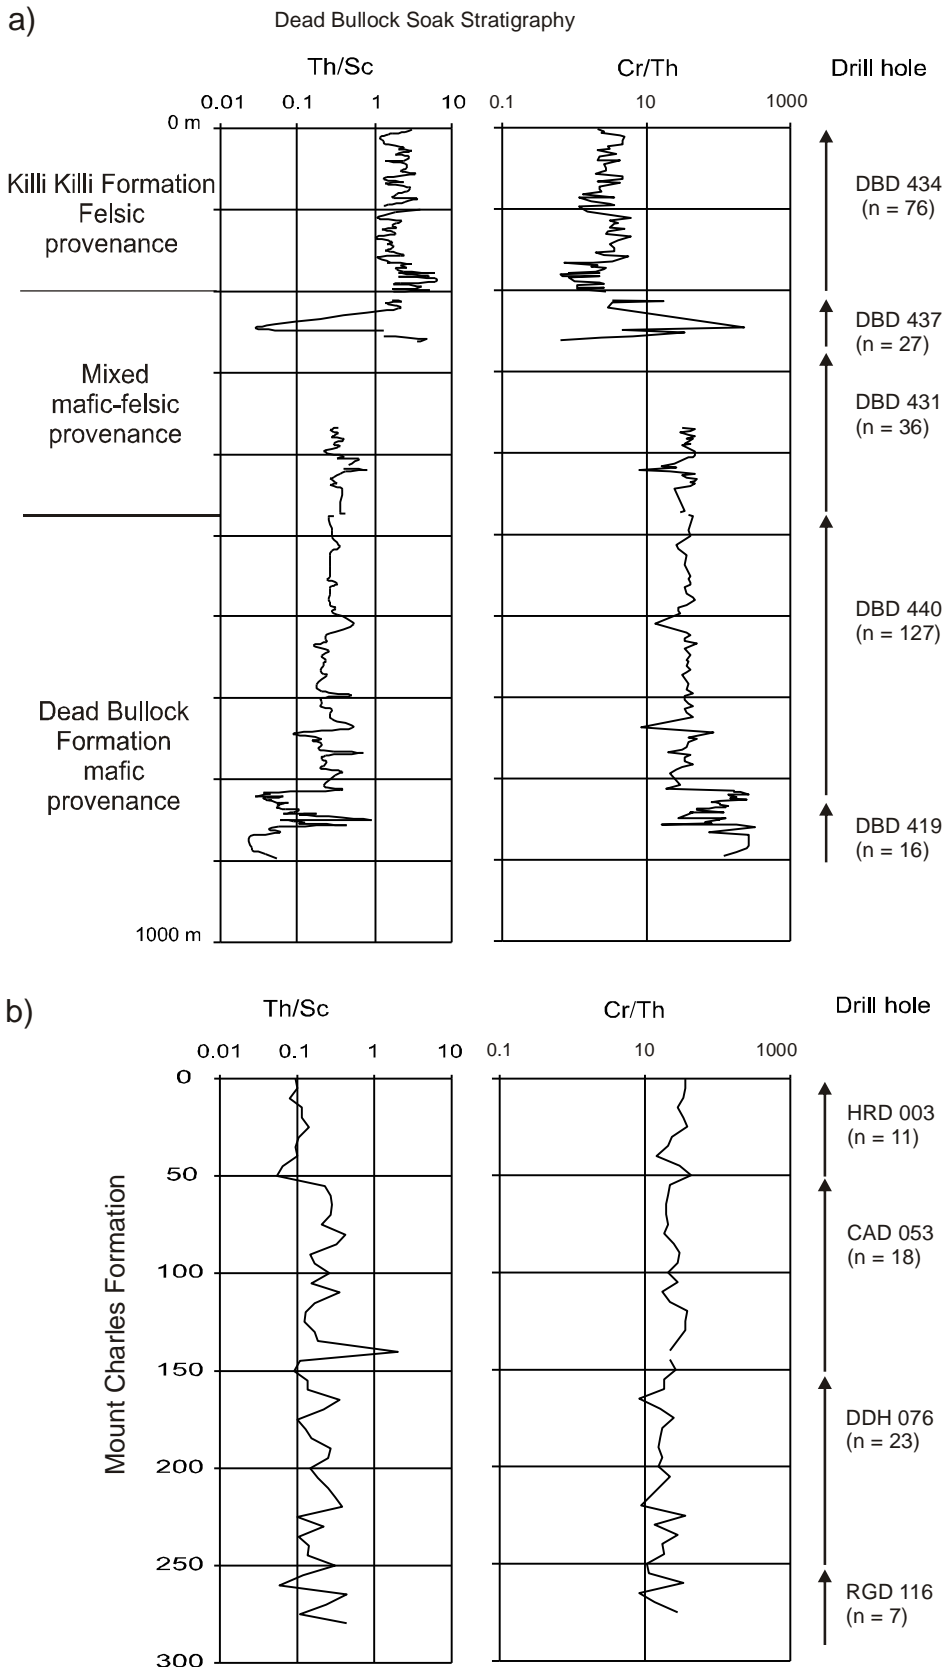 a)
Dead Bullock Soak Stratigraphy
Th/Sc
Cr/Th
Drill hole
0.01 0.1 1 10
0.1 10 1000
0 m
Killi Killi Formation
Felsic
provenance
DBD 434
(n = 76)
DBD 437
(n = 27)
Mixed
mafic-felsic
provenance
DBD 431
(n = 36)
DBD 440
(n = 127)
Dead Bullock
Formation
mafic
provenance
DBD 419
(n = 16)
1000 m
b)
Th/Sc
Cr/Th
Drill hole
0.01 0.1 1 10
0.1 10 1000
Mount Charles Formation
0
50
100
150
200
250
300
HRD 003
(n = 11)
CAD 053
(n = 18)
DDH 076
(n = 23)
RGD 116
(n = 7)